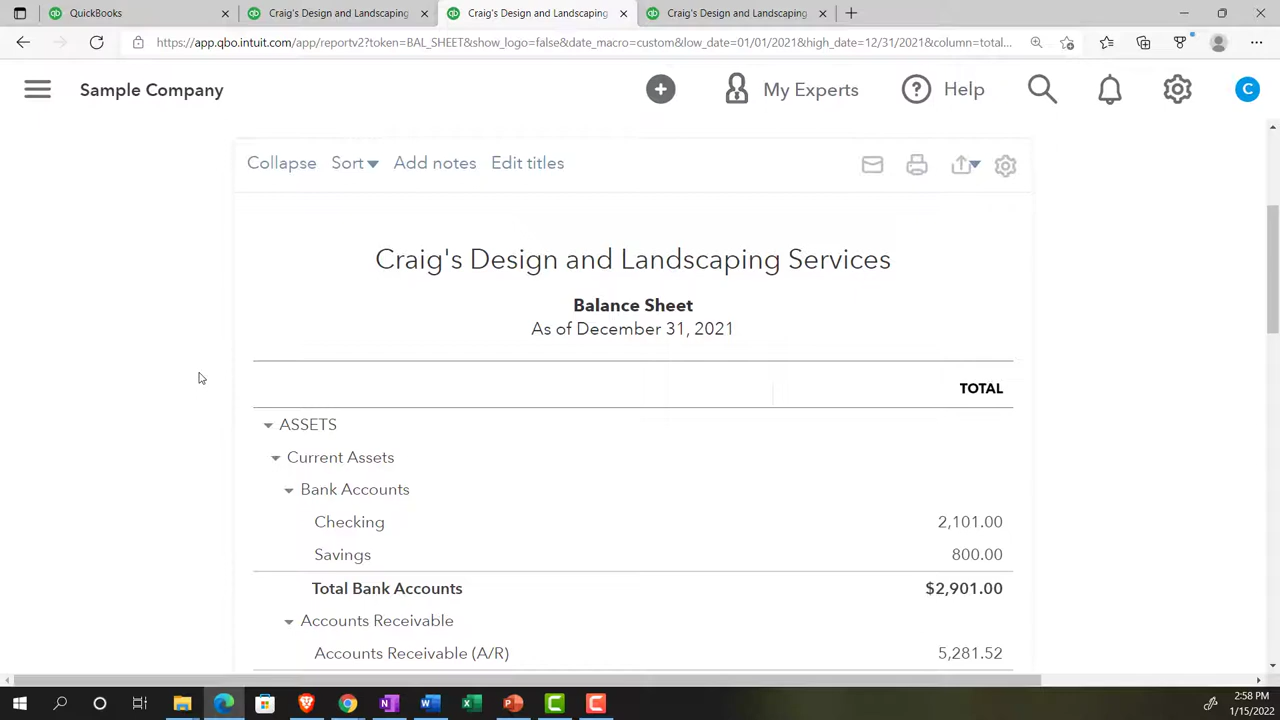 QuickBooks
Craig's Design and Landscaping
Craig's Design and Landscaping
Craig's Design and Landscaping
https://app.qbo.intuit.com/app/reportv2?token=BAL_SHEET&show_logo=false&date_macro=custom&low_date=01/01/2021&high_date=12/31/2021&column=total...
Sample Company
My Experts
Help
C
Collapse Sort Add notes Edit titles
Craig's Design and Landscaping Services
Balance Sheet
As of December 31, 2021
TOTAL
ASSETS
Current Assets
Bank Accounts
Checking 2,101.00
Savings 800.00
Total Bank Accounts $2,901.00
Accounts Receivable
Accounts Receivable (A/R) 5,281.52
2:58 PM
1/15/2022